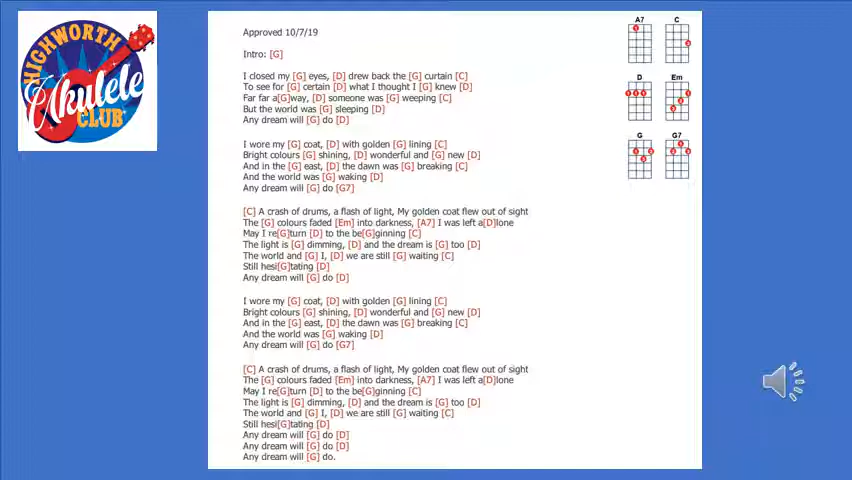 HIGHWORTH
Ukulele
CLUB
Approved 10/7/19
Intro: [G]
I closed my [G] eyes, [D] drew back the [G] curtain [C]
To see for [G] certain [D] what I thought I [G] knew [D]
Far far a[G]way, [D] someone was [G] weeping [C]
But the world was [G] sleeping [D]
Any dream will [G] do [D]
I wore my [G] coat, [D] with golden [G] lining [C]
Bright colours [G] shining, [D] wonderful and [G] new [D]
And in the [G] east, [D] the dawn was [G] breaking [C]
And the world was [G] waking [D]
Any dream will [G] do [G7]
[C] A crash of drums, a flash of light, My golden coat flew out of sight
The [G] colours faded [Em] into darkness, [A7] I was left a[D]lone
May I re[G]turn [D] to the be[G]ginning [C]
The light is [G] dimming, [D] and the dream is [G] too [D]
The world and [G] I, [D] we are still [G] waiting [C]
Still hesi[G]tating [D]
Any dream will [G] do [D]
I wore my [G] coat, [D] with golden [G] lining [C]
Bright colours [G] shining, [D] wonderful and [G] new [D]
And in the [G] east, [D] the dawn was [G] breaking [C]
And the world was [G] waking [D]
Any dream will [G] do [G7]
[C] A crash of drums, a flash of light, My golden coat flew out of sight
The [G] colours faded [Em] into darkness, [A7] I was left a[D]lone
May I re[G]turn [D] to the be[G]ginning [C]
The light is [G] dimming, [D] and the dream is [G] too [D]
The world and [G] I, [D] we are still [G] waiting [C]
Still hesi[G]tating [D]
Any dream will [G] do [D]
Any dream will [G] do [D]
Any dream will [G] do.
A7 C
D Em
G G7